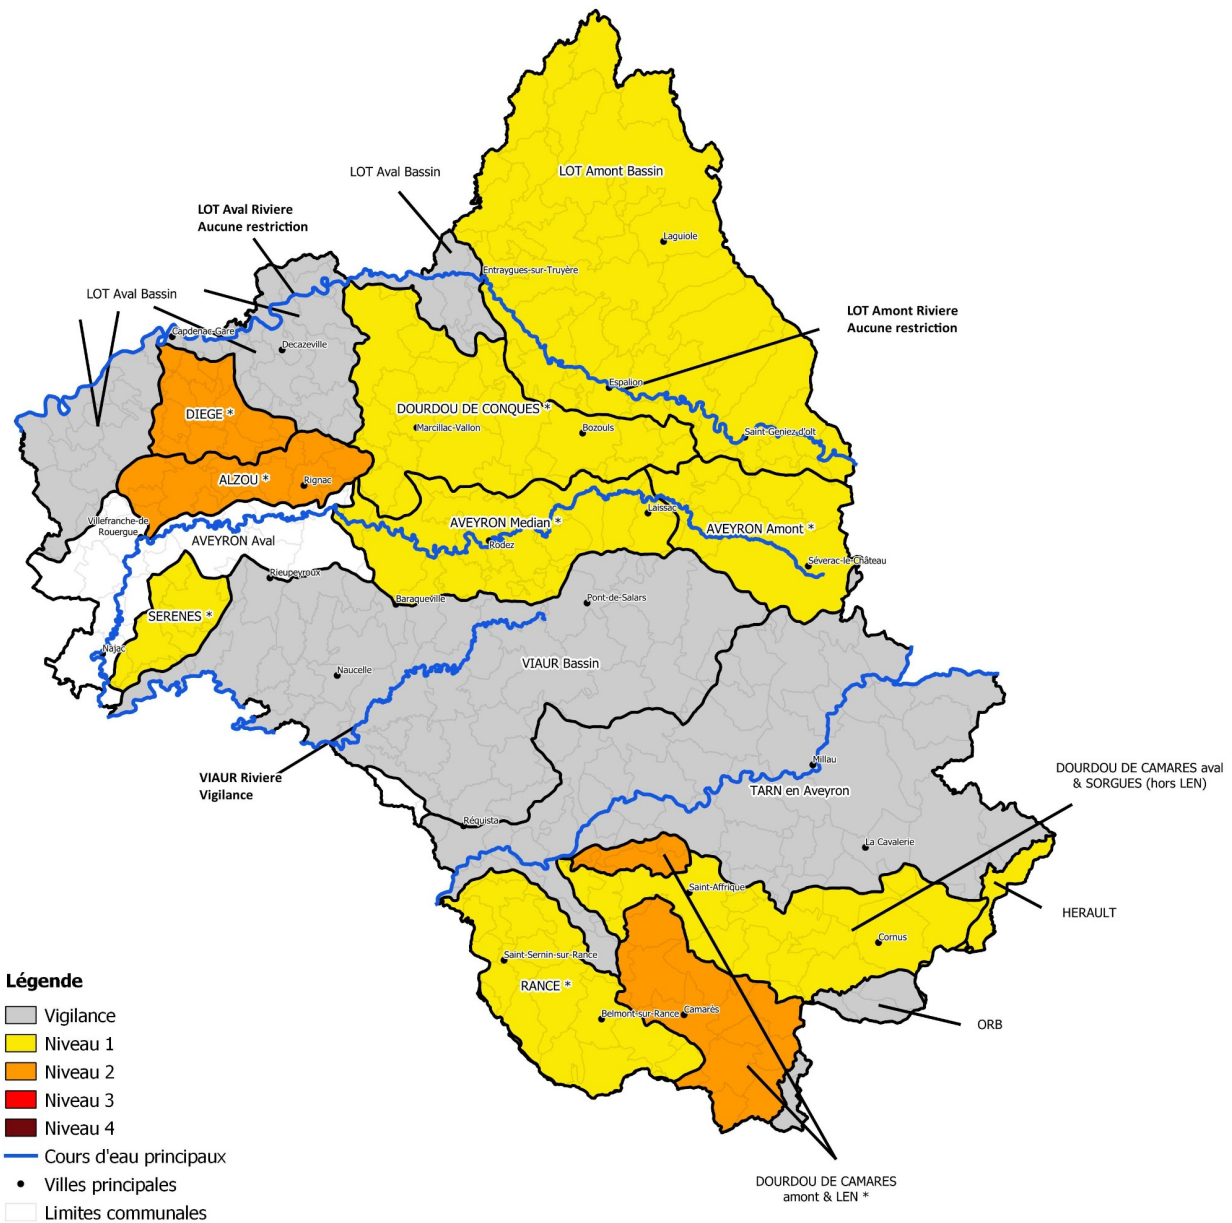 LOT Amont Bassin
LOT Aval Bassin
LOT Aval Riviere
Aucune restriction
Laguiole
Entraygues-sur-Truyère
LOT Aval Bassin
LOT Amont Riviere
Aucune restriction
Capdenac-Gare
Decazeville
Espalion
DIEGE *
DOURDOU DE CONQUES *
Marcillac-Vallon
Bozouls
Saint-Geniez d'olt
ALZOU *
Rignac
Villefranche-de
Rouergue
AVEYRON Aval
AVEYRON Median *
Laissac
AVEYRON Amont *
Rodez
Séverac-le-Château
Rieupeyroux
Baraqueville
Pont-de-Salars
SERENES *
Najac
Naucelle
VIAUR Bassin
VIAUR Riviere
Vigilance
Millau
TARN en Aveyron
DOURDOU DE CAMARES aval
& SORGUES (hors LEN)
Réquista
La Cavalerie
Saint-Affrique
HERAULT
Cornus
Saint-Sernin-sur-Rance
RANCE *
Belmont-sur-Rance
Camarès
ORB
DOURDOU DE CAMARES
amont & LEN *
Légende
Vigilance
Niveau 1
Niveau 2
Niveau 3
Niveau 4
Cours d'eau principaux
Villes principales
Limites communales